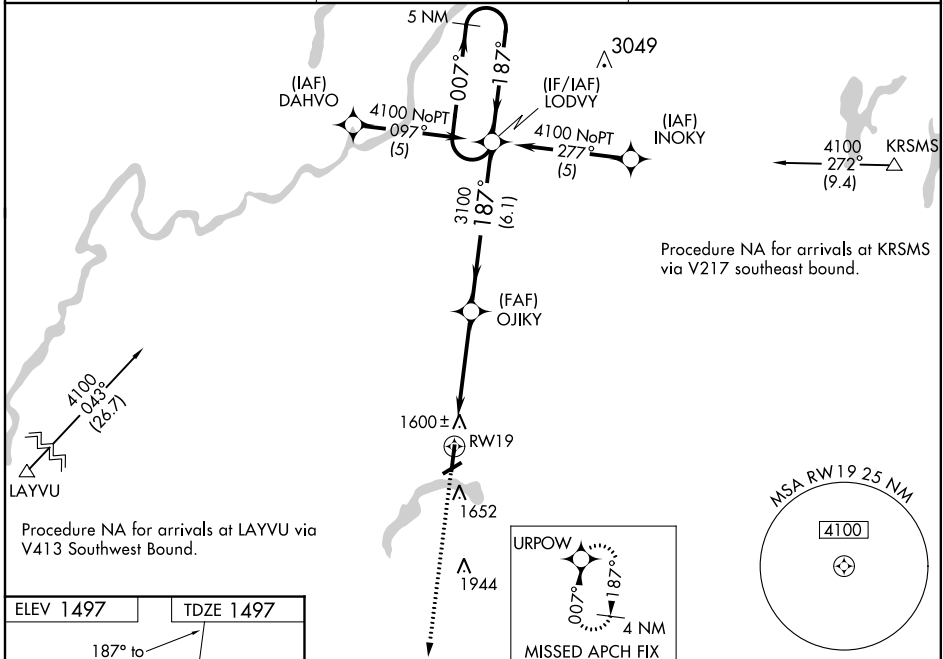 5 NM
007°
187°
3049
(IAF)
DAHVO
(IF/IAF)
LODVY
(IAF)
INOKY
4100 NoPT
097°
(5)
4100 NoPT
277°
(5)
4100
272°
(9.4)
KRSMS
3100
187°
(6.1)
Procedure NA for arrivals at KRSMS
via V217 southeast bound.
(FAF)
OJIKY
4100
043°
(26.7)
LAYVU
1600 ±
RW19
1652
1944
Procedure NA for arrivals at LAYVU via
V413 Southwest Bound.
MSA RW19 25 NM
4100
URPOW
007°
187°
4 NM
MISSED APCH FIX
ELEV 1497
TDZE 1497
187° to